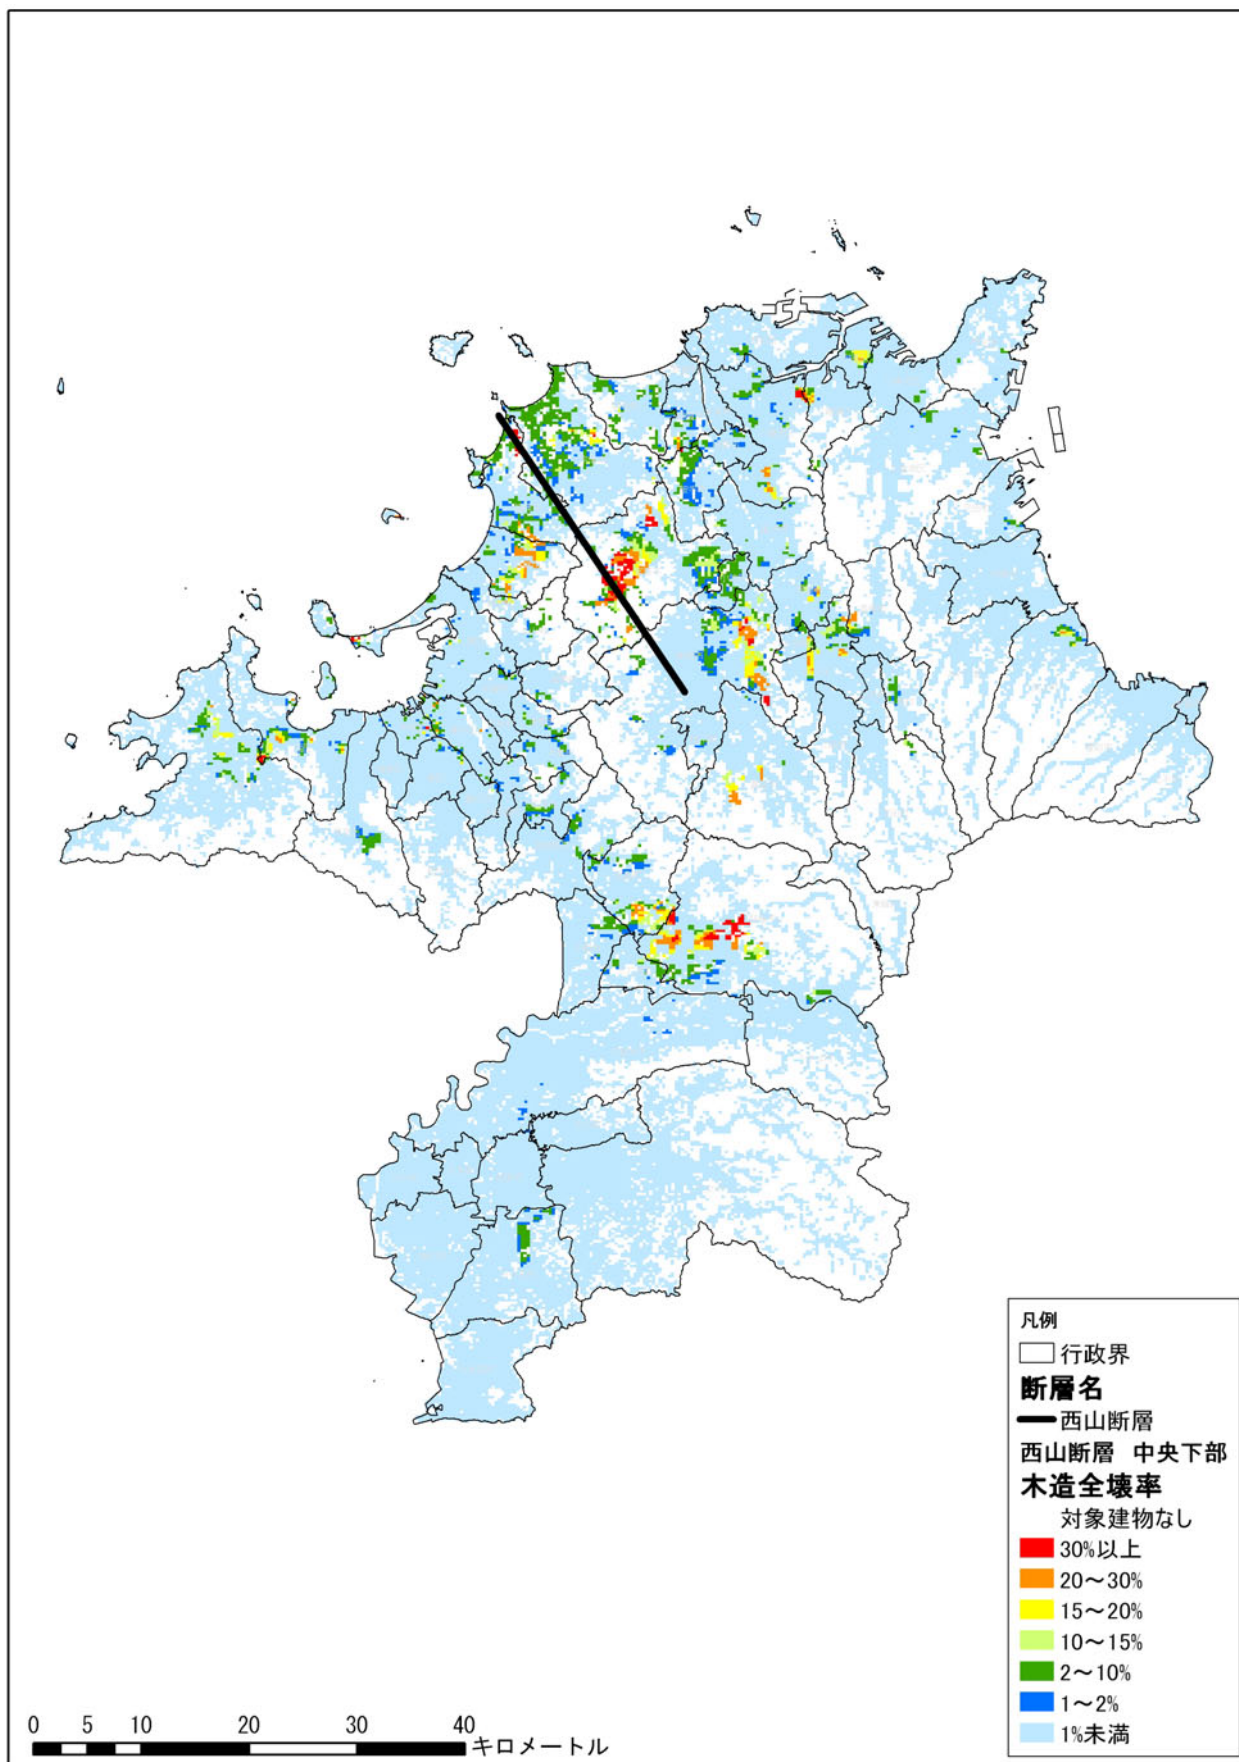 凡例
行政界
断層名
西山断層
西山断層 中央下部
木造全壊率
対象建物なし
30%以上
20～30%
15～20%
10～15%
2～10%
1～2%
1%未満
0 5 10 20 30 40
キロメートル